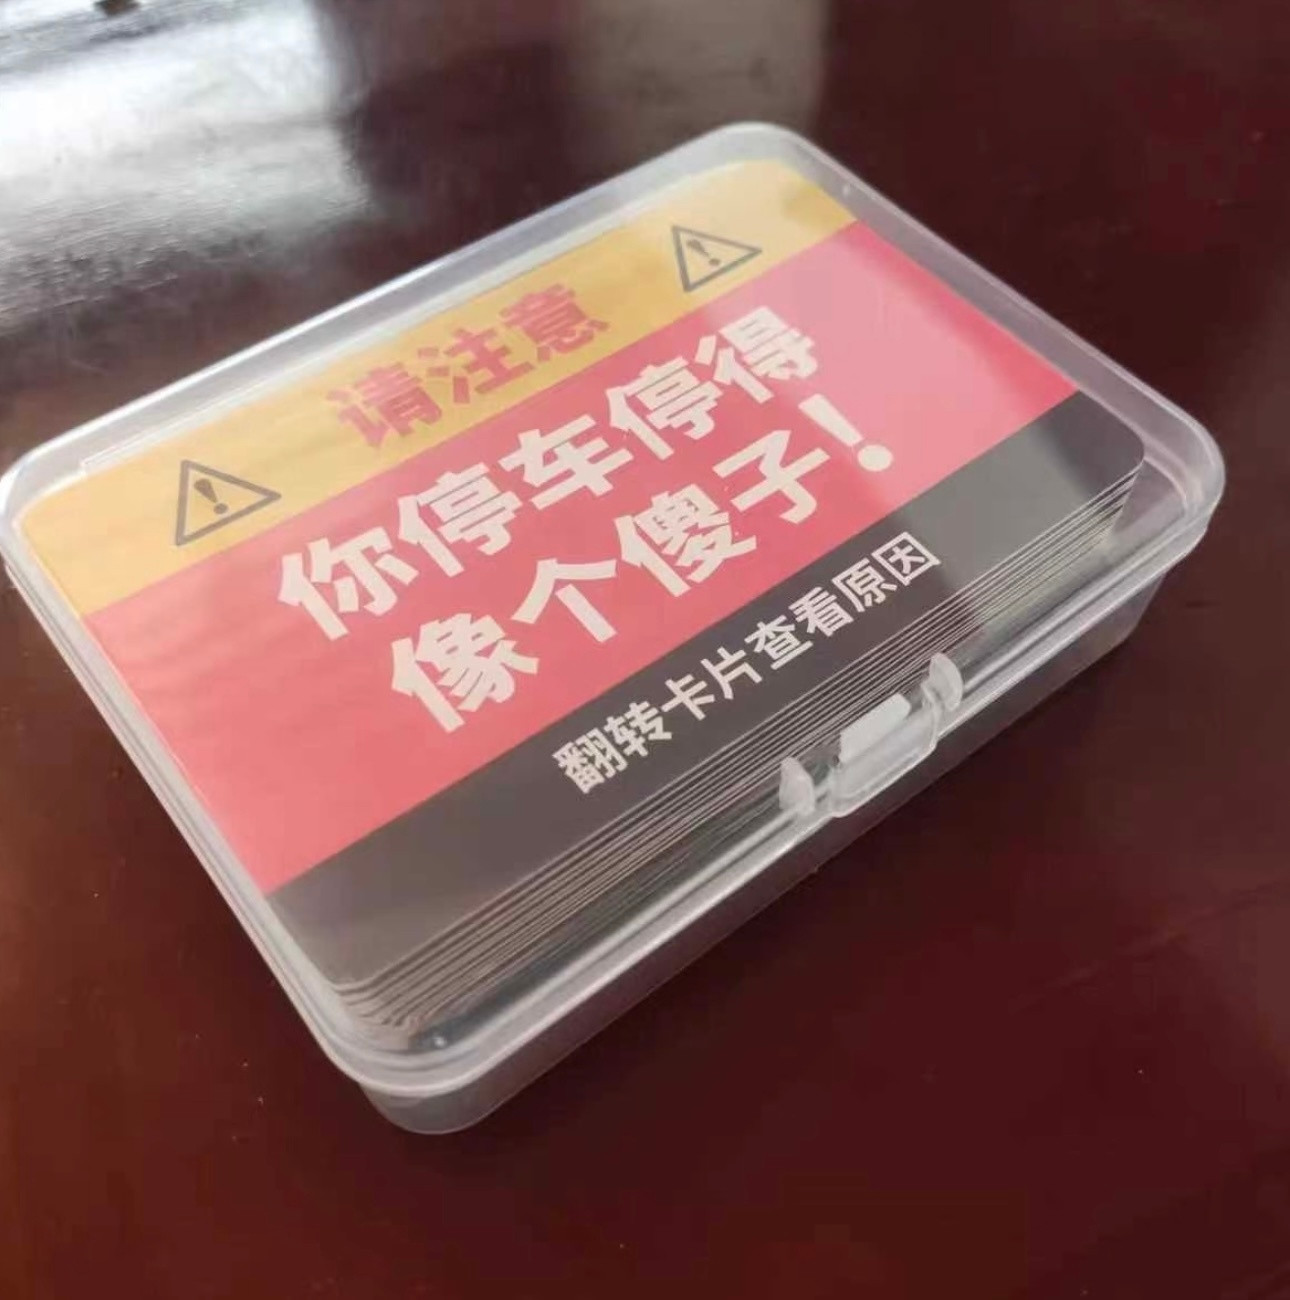 请注意
你停车停得
像个傻子！
翻转卡片查看原因